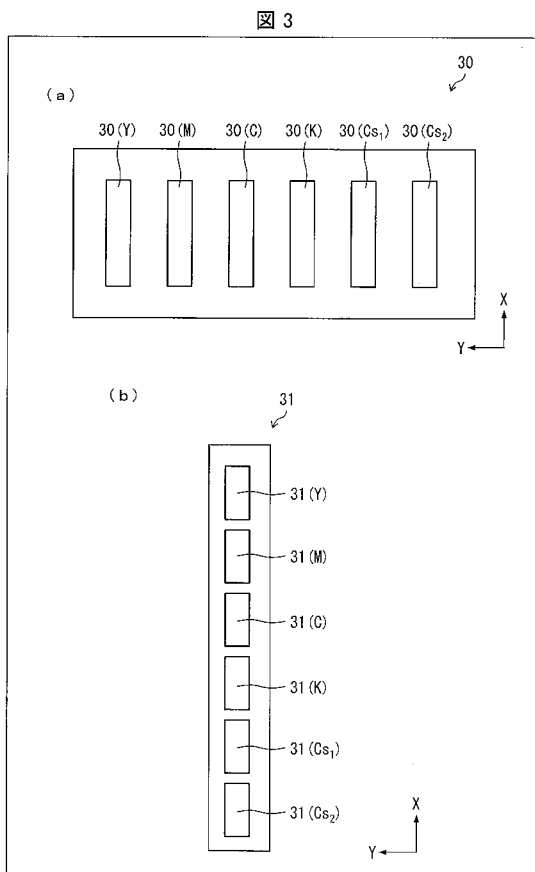 図 3
30
(a)
30(Y) 30(M) 30(C) 30(K) 30(Cs₁) 30(Cs₂)
X
Y
(b)
31
31(Y)
31(M)
31(C)
31(K)
31(Cs₁)
31(Cs₂)
X
Y